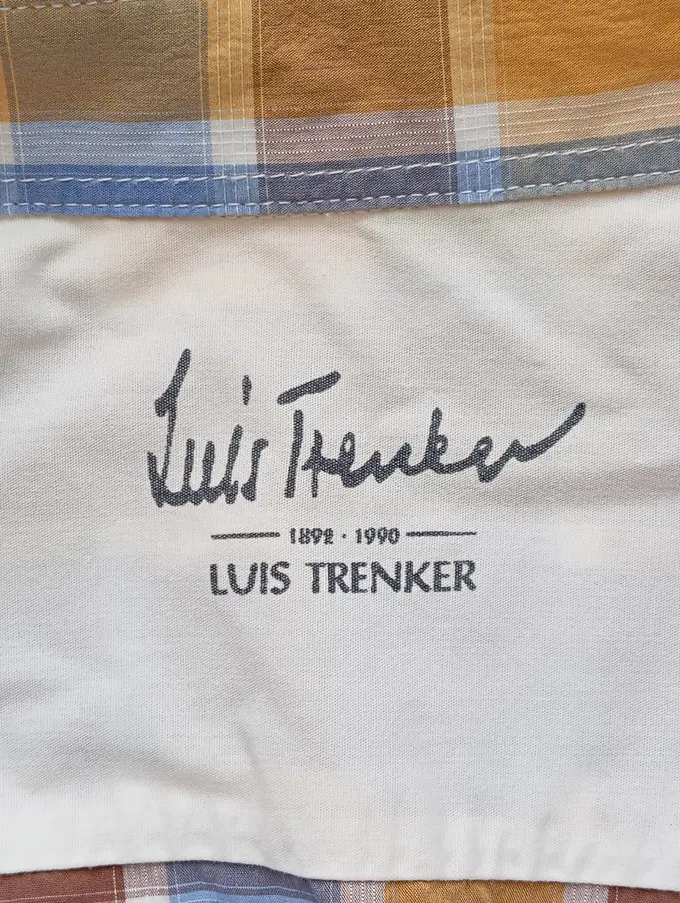 Luis Trenker
1892 · 1990
LUIS TRENKER